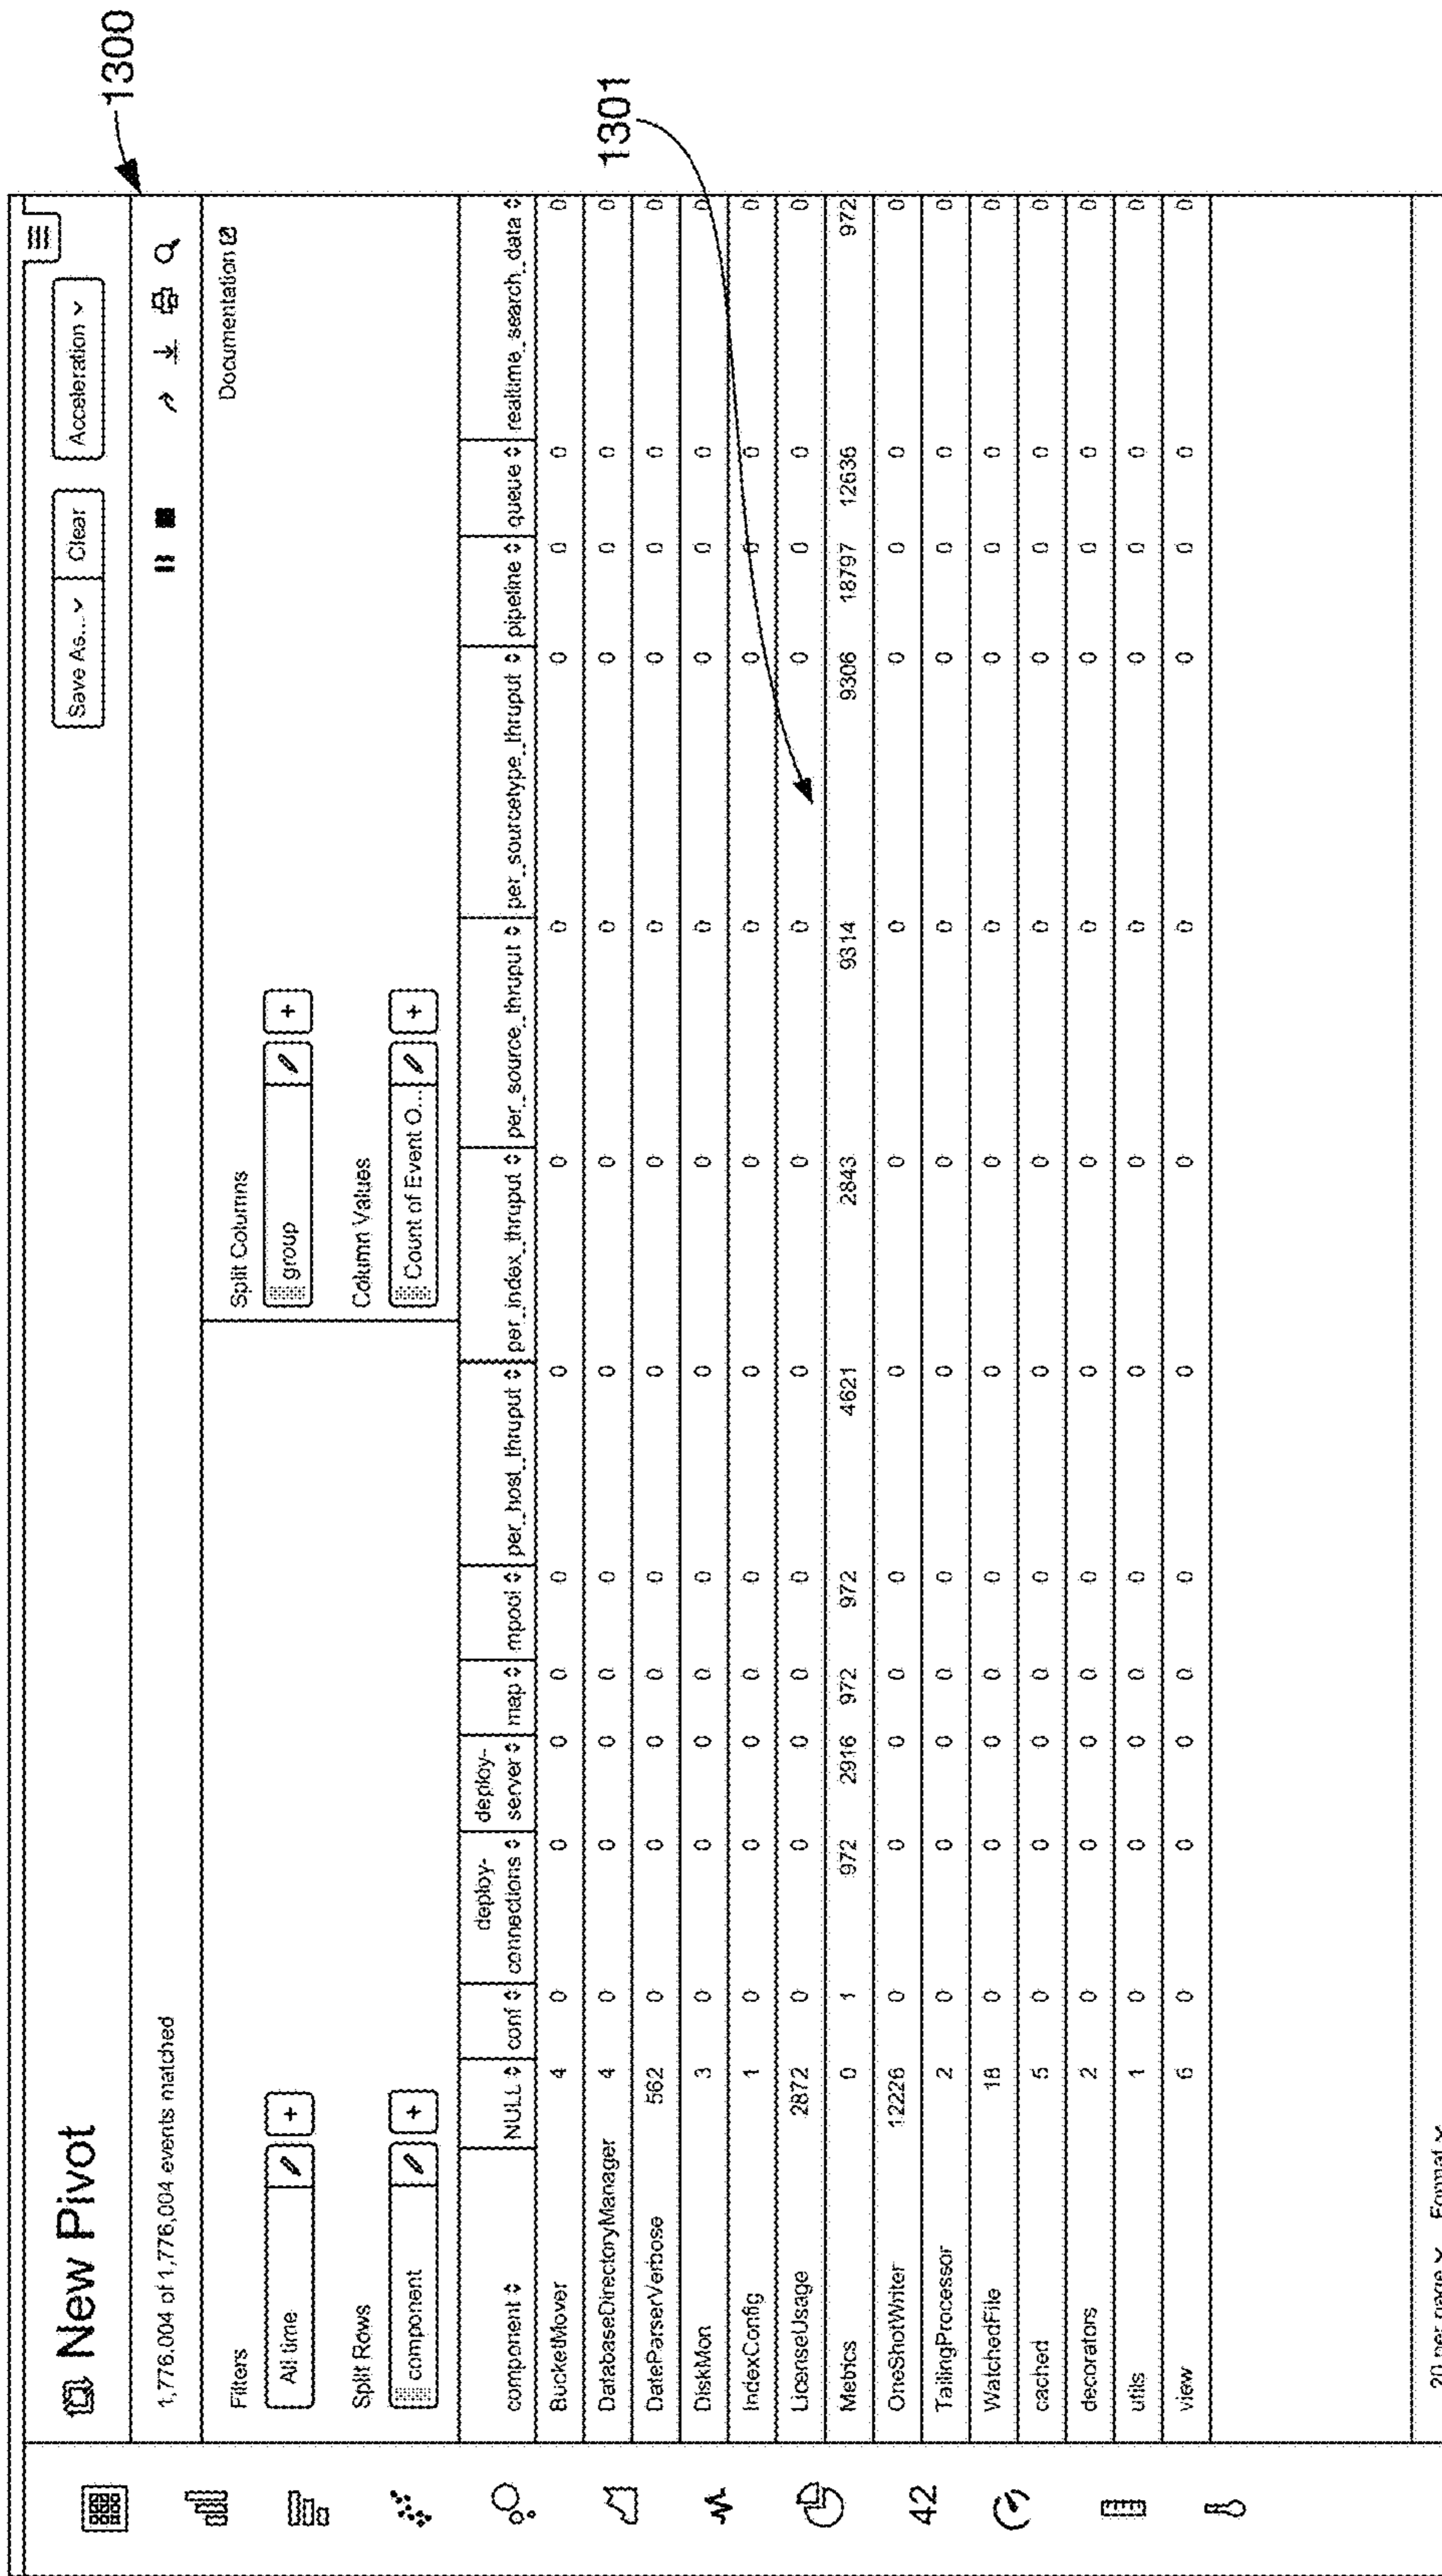 1300
New Pivot
Save As... Clear Acceleration
1,776,004 of 1,776,004 events matched
Filters
All time +
Split Columns
group +
Documentation
Split Rows
component +
Column Values
Count of Event O... +
1301
component NULL conf deploy-connections deploy-server map mpool per_host_thruput per_index_thruput per_source_thruput per_sourcetype_thruput pipeline queue realtime_search_data
BucketMover 4 0 0 0 0 0 0 0 0 0 0 0 0
DatabaseDirectoryManager 4 0 0 0 0 0 0 0 0 0 0 0 0
DateParserVerbose 562 0 0 0 0 0 0 0 0 0 0 0 0
DiskMon 3 0 0 0 0 0 0 0 0 0 0 0 0
IndexConfig 1 0 0 0 0 0 0 0 0 0 0 0 0
LicenseUsage 2872 0 0 0 0 0 0 0 0 0 0 0 0
Metrics 0 1 972 2916 972 972 4621 2843 9314 9306 18797 12636 972
OneShotWriter 12226 0 0 0 0 0 0 0 0 0 0 0 0
TailingProcessor 2 0 0 0 0 0 0 0 0 0 0 0 0
WatchedFile 18 0 0 0 0 0 0 0 0 0 0 0 0
cached 5 0 0 0 0 0 0 0 0 0 0 0 0
decorators 2 0 0 0 0 0 0 0 0 0 0 0 0
utils 1 0 0 0 0 0 0 0 0 0 0 0 0
view 6 0 0 0 0 0 0 0 0 0 0 0 0
42
20 per page Format